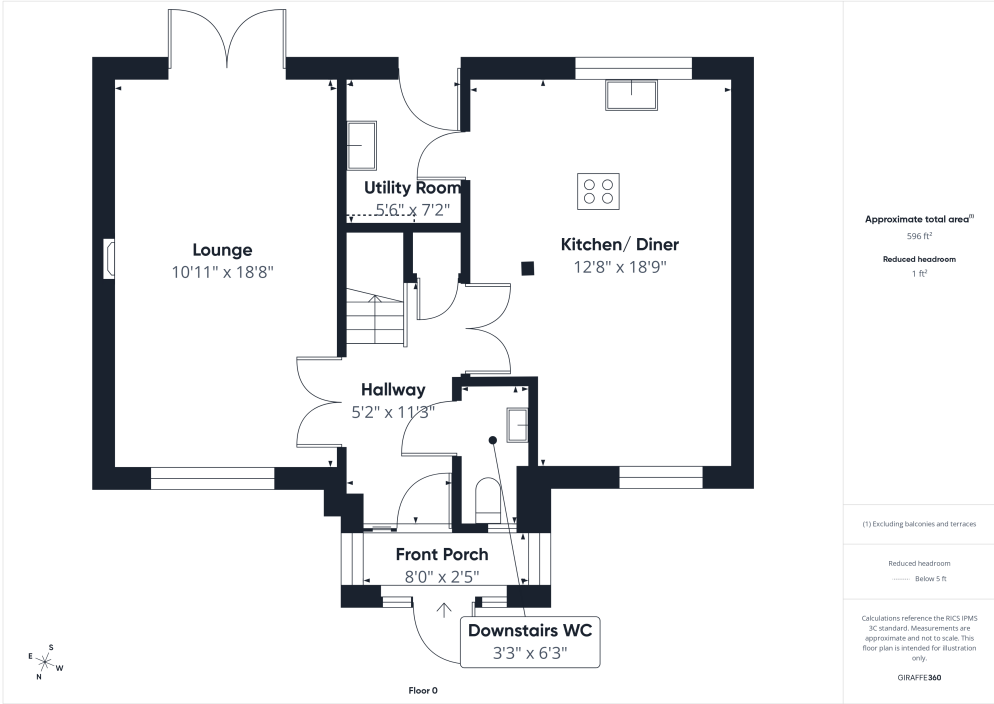 Lounge
10'11" x 18'8"
Utility Room
5'6" x 7'2"
Kitchen/ Diner
12'8" x 18'9"
Hallway
5'2" x 11'3"
Front Porch
8'0" x 2'5"
Downstairs WC
3'3" x 6'3"
S
E
W
N
Floor 0
Approximate total area(1)
596 ft²
Reduced headroom
1 ft²
(1) Excluding balconies and terraces
Reduced headroom
Below 5 ft
Calculations reference the RICS IPMS
3C standard. Measurements are
approximate and not to scale. This
floor plan is intended for illustration
only.
GIRAFFE360